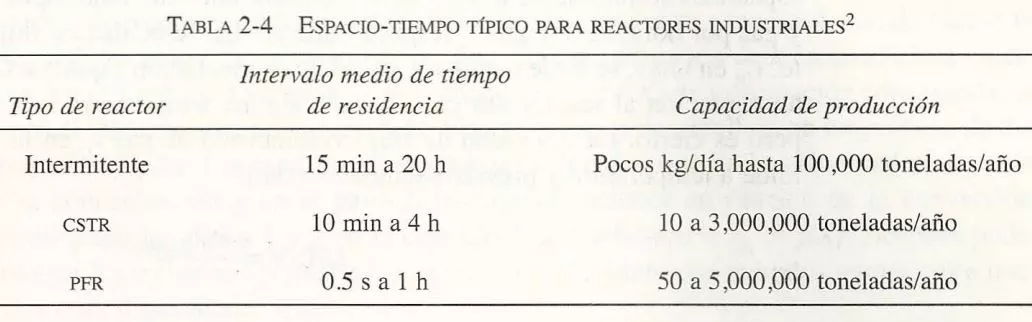 TABLA 2-4 ESPACIO-TIEMPO TÍPICO PARA REACTORES INDUSTRIALES²
Intervalo medio de tiempo
Tipo de reactor de residencia Capacidad de producción
Intermitente 15 min a 20 h Pocos kg/día hasta 100,000 toneladas/año
CSTR 10 min a 4 h 10 a 3,000,000 toneladas/año
PFR 0.5 s a 1 h 50 a 5,000,000 toneladas/año